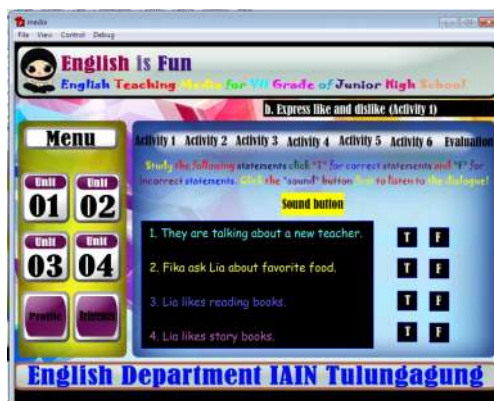 media
File View Control Debug
English is Fun
English Teaching Media for VII Grade of Junior High School
b. Express like and dislike (Activity 1)
Menu
Activity 1 Activity 2 Activity 3 Activity 4 Activity 5 Activity 6 Evaluation
Study the following statements click "T" for correct statements and "F" for
incorrect statements. Click the "sound" button first to listen to the dialogue!
Sound button
Unit
01
Unit
02
Unit
03
Unit
04
Profile
References
1. They are talking about a new teacher.
T F
2. Fika ask Lia about favorite food.
T F
3. Lia likes reading books.
T F
4. Lia likes story books.
T F
English Department IAIN Tulungagung